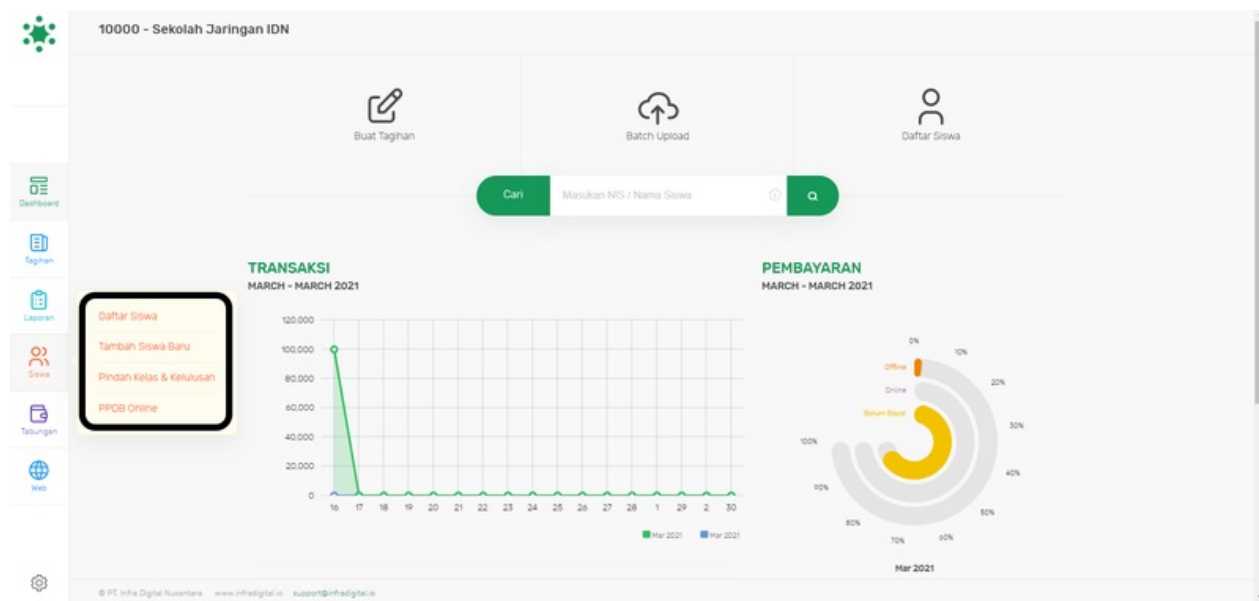 10000 - Sekolah Jaringan IDN
Buat Tagihan
Batch Upload
Daftar Siswa
Cari
Masukan NIS / Nama Siswa
Dashboard
Tagihan
Laporan
Siswa
Tabungan
Web
Daftar Siswa
Tambah Siswa Baru
Pindah Kelas & Kelulusan
PPDB Online
TRANSAKSI
MARCH - MARCH 2021
120.000
100.000
80.000
60.000
40.000
20.000
0
16 17 18 19 20 21 22 23 24 25 26 27 28 1 29 2 30
Mar 2021 Mar 2021
PEMBAYARAN
MARCH - MARCH 2021
Offline
Online
Belum Bayar
0%
10%
20%
30%
40%
50%
60%
70%
80%
90%
100%
Mar 2021
© PT. Infra Digital Nusantara www.infradigital.io support@infradigital.io